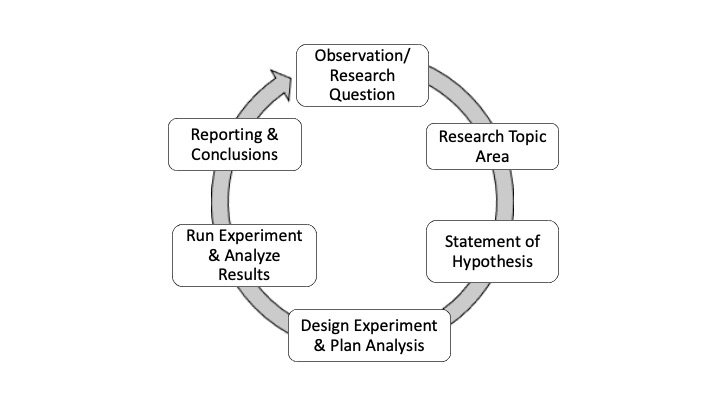 Observation/
Research
Question
Research Topic
Area
Statement of
Hypothesis
Design Experiment
& Plan Analysis
Run Experiment
& Analyze
Results
Reporting &
Conclusions